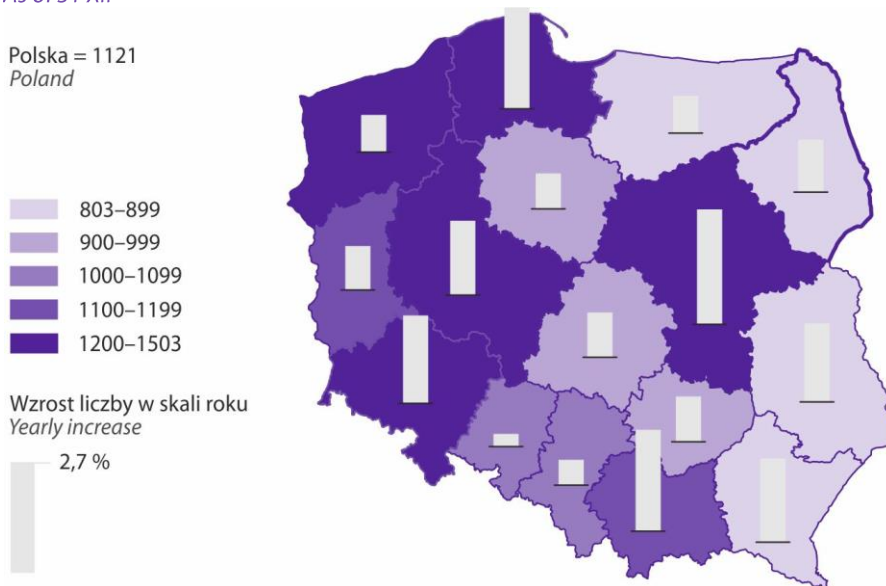 Polska = 1121
Poland
803–899
900–999
1000–1099
1100–1199
1200–1503
Wzrost liczby w skali roku
Yearly increase
2,7 %